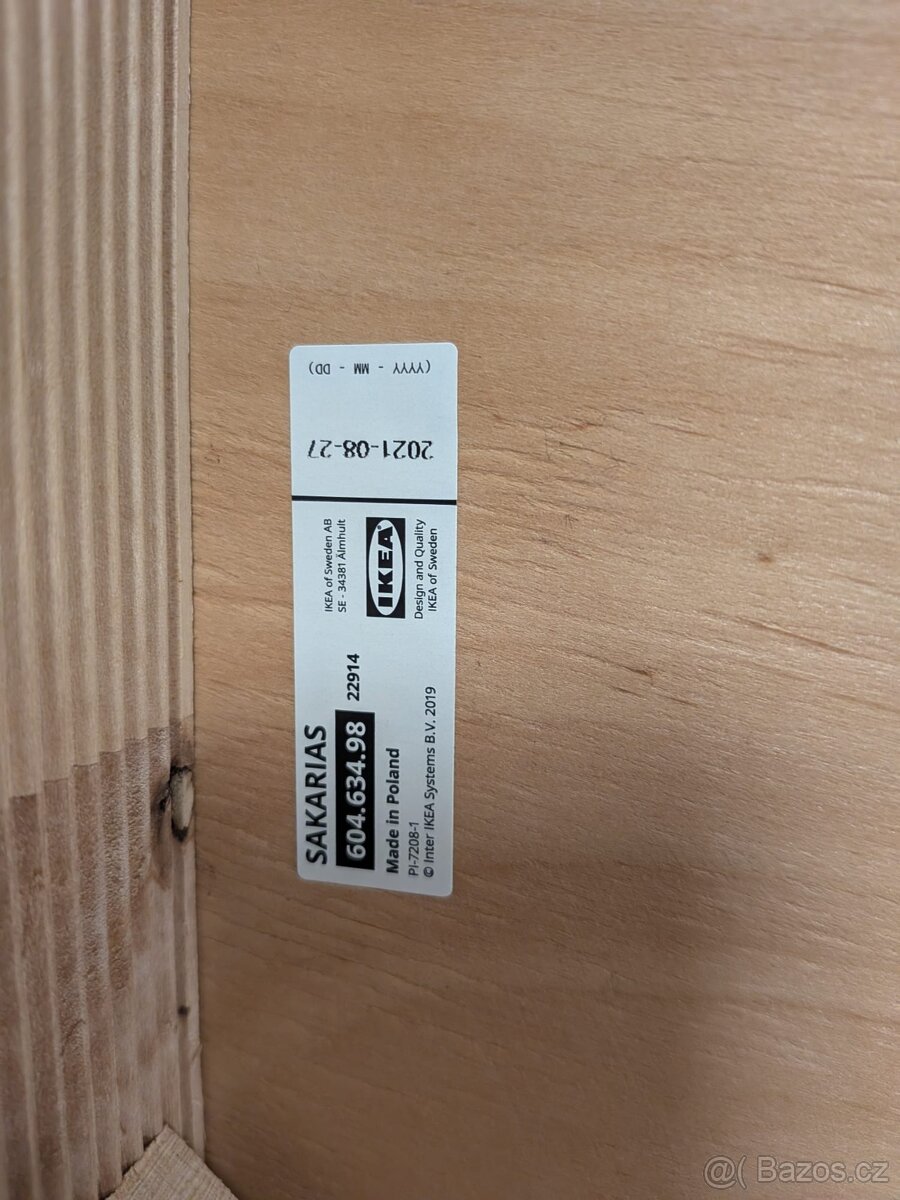 SAKARIAS
604.634.98 22914
Made in Poland
PI-7208-1
© Inter IKEA Systems B.V. 2019
IKEA of Sweden AB
SE - 34381 Älmhult
IKEA®
Design and Quality
IKEA of Sweden
2021-08-27
(YYYY - MM - DD)
@( Bazos.cz